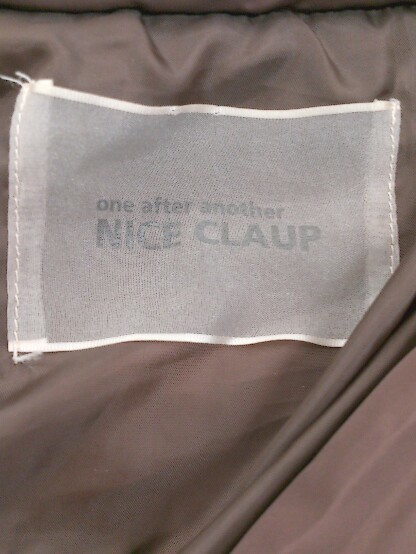 one after another
NICE CLAUP